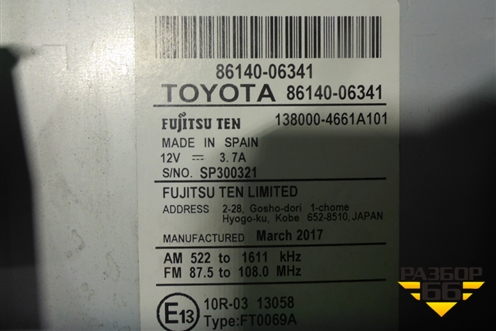 86140-06341
TOYOTA 86140-06341
FUJITSU TEN 138000-4661A101
MADE IN SPAIN
12V ⎓ 3.7A
S/NO. SP300321
FUJITSU TEN LIMITED
ADDRESS 2-28, Gosho-dori 1-chome
Hyogo-ku, Kobe 652-8510, JAPAN
MANUFACTURED March 2017
AM 522 to 1611 kHz
FM 87.5 to 108.0 MHz
E13 10R-03 13058
Type:FT0069A
РАЗБОР
66